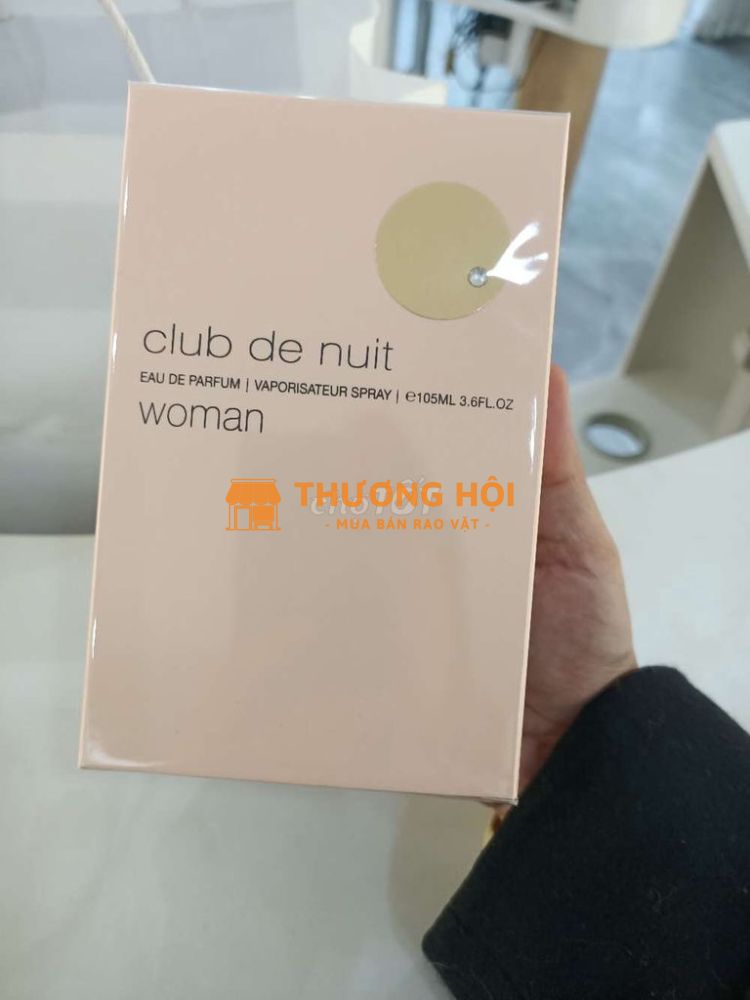 club de nuit
EAU DE PARFUM | VAPORISATEUR SPRAY | ℮105ML 3.6FL.OZ
woman
THƯƠNG HỘI
- MUA BÁN RAO VẶT -